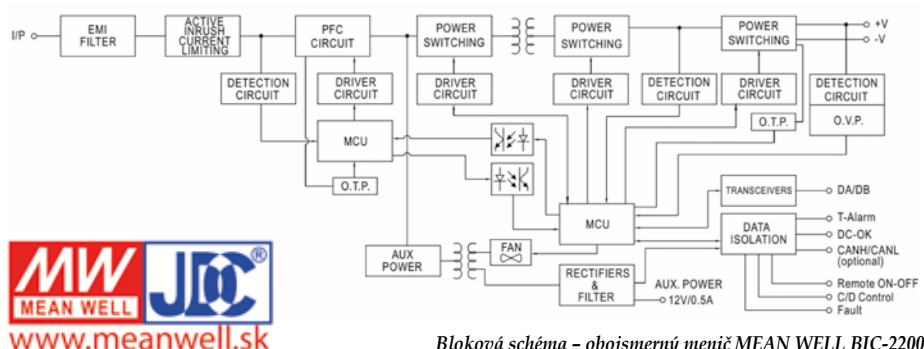 I/P
EMI
FILTER
ACTIVE
INRUSH
CURRENT
LIMITING
PFC
CIRCUIT
POWER
SWITCHING
POWER
SWITCHING
POWER
SWITCHING
+V
-V
DETECTION
CIRCUIT
DRIVER
CIRCUIT
DRIVER
CIRCUIT
DRIVER
CIRCUIT
DETECTION
CIRCUIT
DRIVER
CIRCUIT
DETECTION
CIRCUIT
O.T.P.
O.V.P.
MCU
O.T.P.
MCU
TRANSCEIVERS
DA/DB
DATA
ISOLATION
T-Alarm
DC-OK
CANH/CANL
(optional)
Remote ON-OFF
C/D Control
Fault
AUX
POWER
FAN
RECTIFIERS
&
FILTER
AUX. POWER
12V/0.5A
MW
MEAN WELL
JDC®
www.meanwell.sk
Bloková schéma – obojsmerný menič MEAN WELL BIC-2200